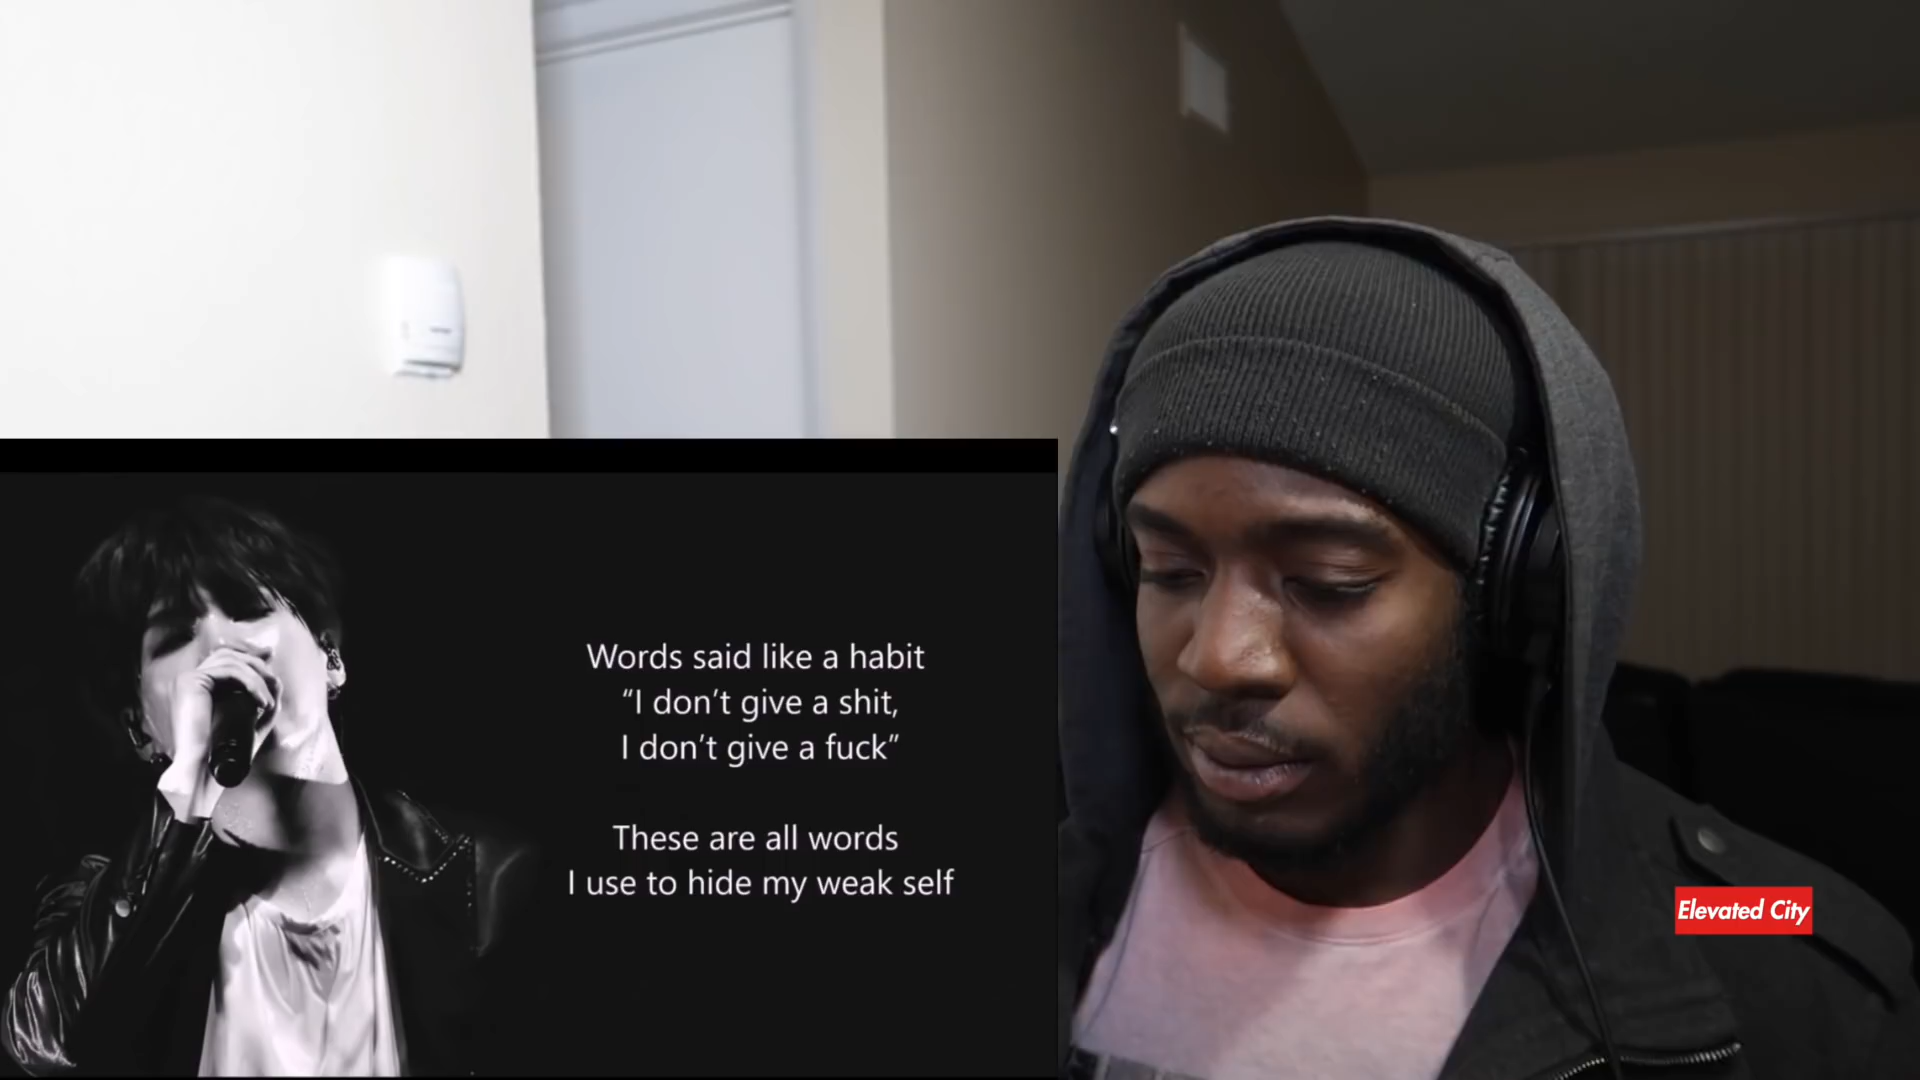 Words said like a habit
“I don’t give a shit,
I don’t give a fuck”
These are all words
I use to hide my weak self
Elevated City